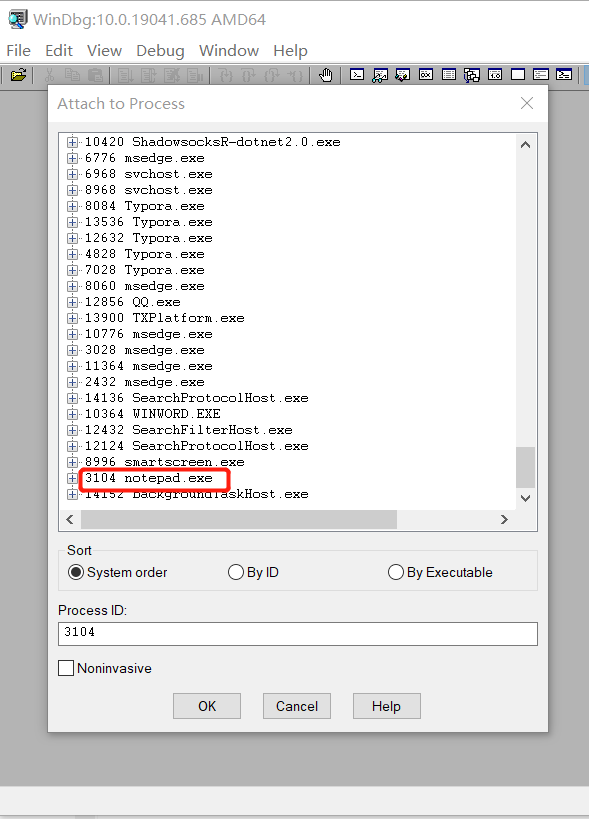 WinDbg:10.0.19041.685 AMD64
File Edit View Debug Window Help
Attach to Process
10420 ShadowsocksR-dotnet2.0.exe
6776 msedge.exe
6968 svchost.exe
8968 svchost.exe
8084 Typora.exe
13536 Typora.exe
12632 Typora.exe
4828 Typora.exe
7028 Typora.exe
8060 msedge.exe
12856 QQ.exe
13900 TXPlatform.exe
10776 msedge.exe
3028 msedge.exe
11364 msedge.exe
2432 msedge.exe
14136 SearchProtocolHost.exe
10364 WINWORD.EXE
12432 SearchFilterHost.exe
12124 SearchProtocolHost.exe
8996 smartscreen.exe
3104 notepad.exe
14152 backgroundTaskHost.exe
Sort
System order By ID By Executable
Process ID:
3104
Noninvasive
OK Cancel Help